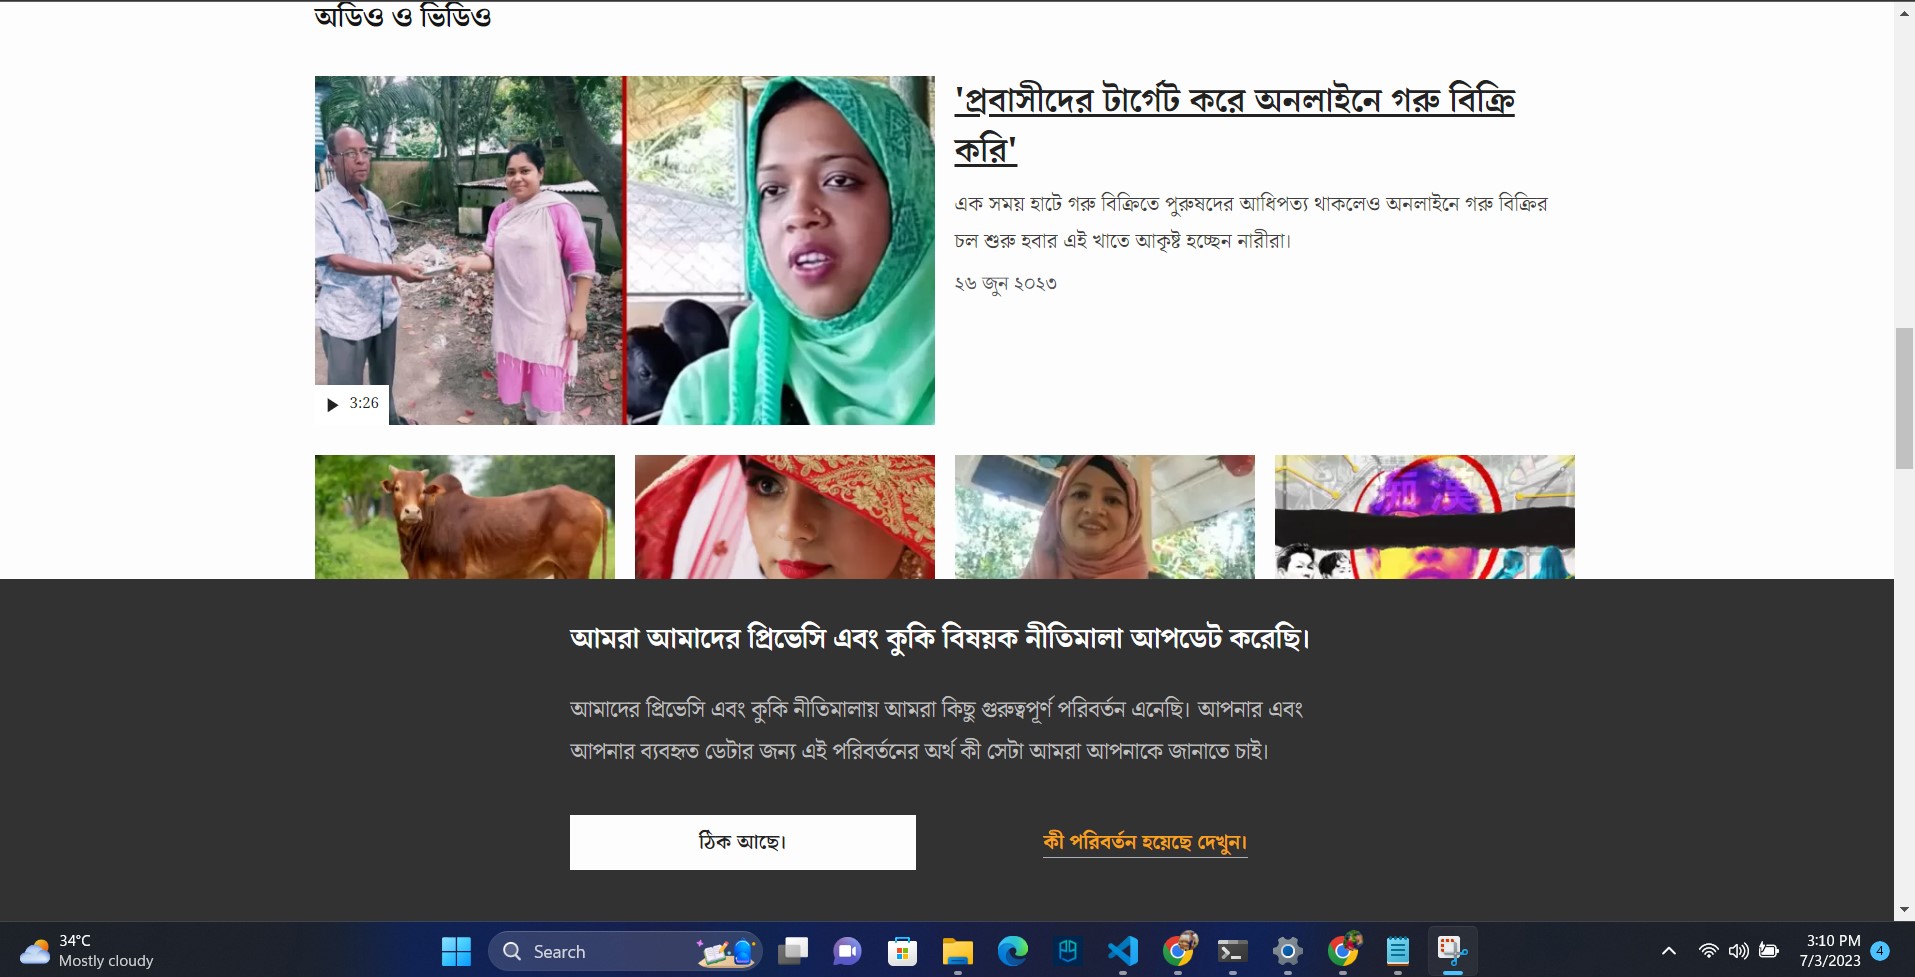 অডিও ও ভিডিও
'প্রবাসীদের টার্গেট করে অনলাইনে গরু বিক্রি
করি'
এক সময় হাটে গরু বিক্রিতে পুরুষদের আধিপত্য থাকলেও অনলাইনে গরু বিক্রির
চল শুরু হবার এই খাতে আকৃষ্ট হচ্ছেন নারীরা।
২৬ জুন ২০২৩
3:26
আমরা আমাদের প্রিভেসি এবং কুকি বিষয়ক নীতিমালা আপডেট করেছি।
আমাদের প্রিভেসি এবং কুকি নীতিমালায় আমরা কিছু গুরুত্বপূর্ণ পরিবর্তন এনেছি। আপনার এবং
আপনার ব্যবহৃত ডেটার জন্য এই পরিবর্তনের অর্থ কী সেটা আমরা আপনাকে জানাতে চাই।
ঠিক আছে।
কী পরিবর্তন হয়েছে দেখুন।
34°C
Mostly cloudy
Search
3:10 PM
7/3/2023
4